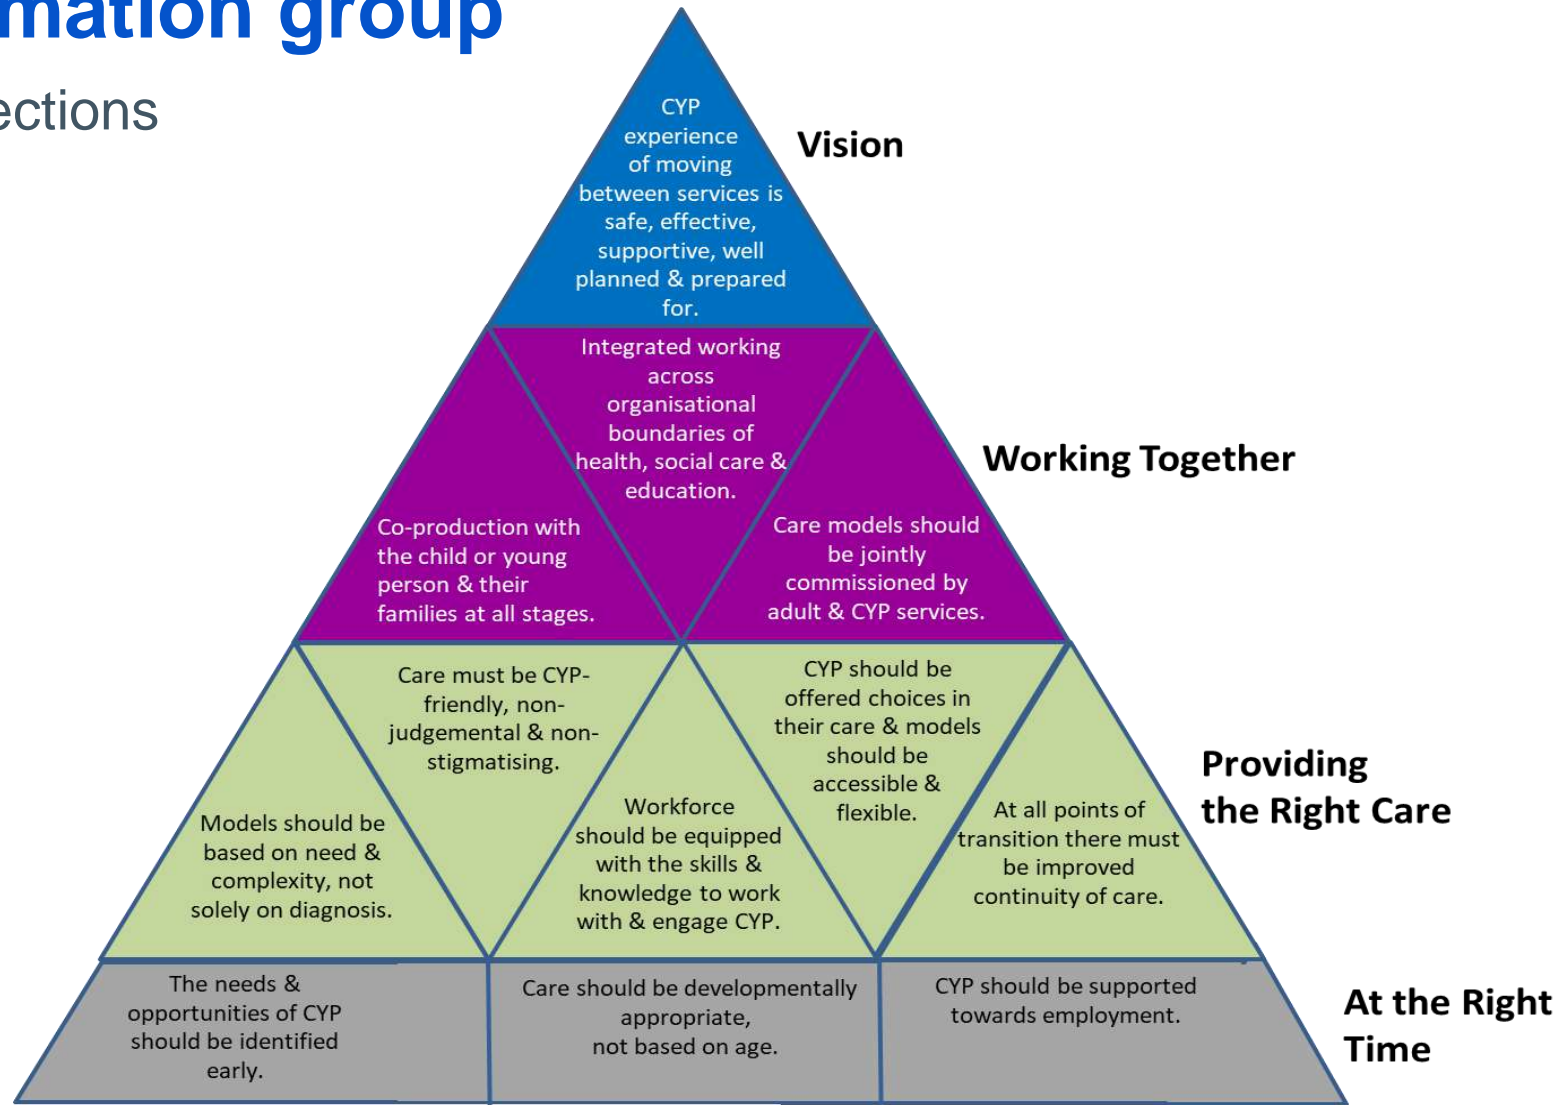 mation group
ections
CYP
experience
of moving
between services is
safe, effective,
supportive, well
planned & prepared
for.
Vision
Integrated working
across
organisational
boundaries of
health, social care &
education.
Co-production with
the child or young
person & their
families at all stages.
Care models should
be jointly
commissioned by
adult & CYP services.
Working Together
Models should be
based on need &
complexity, not
solely on diagnosis.
Care must be CYP-
friendly, non-
judgemental & non-
stigmatising.
Workforce
should be equipped
with the skills &
knowledge to work
with & engage CYP.
CYP should be
offered choices in
their care & models
should be
accessible &
flexible.
At all points of
transition there must
be improved
continuity of care.
Providing
the Right Care
The needs &
opportunities of CYP
should be identified
early.
Care should be developmentally
appropriate,
not based on age.
CYP should be supported
towards employment.
At the Right
Time